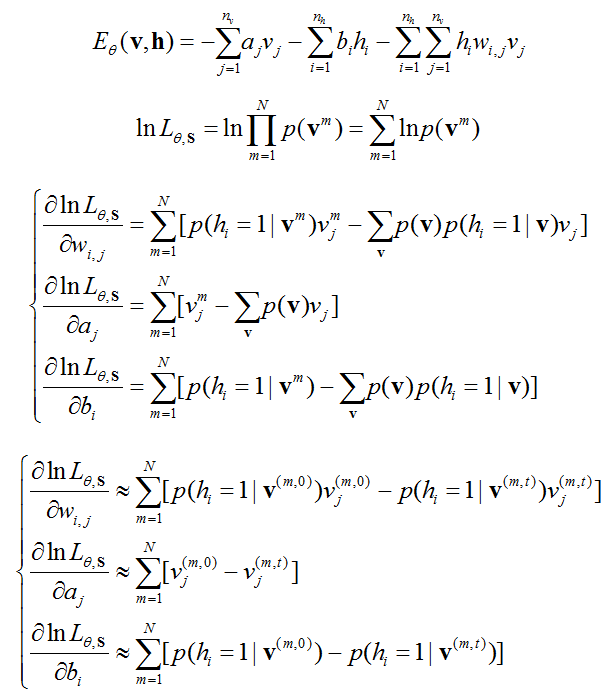 E_θ(𝐯,𝐡) = −∑_{j=1}^{n_v} a_j v_j − ∑_{i=1}^{n_h} b_i h_i − ∑_{i=1}^{n_h} ∑_{j=1}^{n_v} h_i w_{i,j} v_j
ln L_{θ,𝐒} = ln ∏_{m=1}^{N} p(𝐯^m) = ∑_{m=1}^{N} ln p(𝐯^m)
∂ ln L_{θ,𝐒} / ∂w_{i,j} = ∑_{m=1}^{N} [p(h_i = 1 | 𝐯^m) v_j^m − ∑_𝐯 p(𝐯) p(h_i = 1 | 𝐯) v_j]
∂ ln L_{θ,𝐒} / ∂a_j = ∑_{m=1}^{N} [v_j^m − ∑_𝐯 p(𝐯) v_j]
∂ ln L_{θ,𝐒} / ∂b_i = ∑_{m=1}^{N} [p(h_i = 1 | 𝐯^m) − ∑_𝐯 p(𝐯) p(h_i = 1 | 𝐯)]
∂ ln L_{θ,𝐒} / ∂w_{i,j} ≈ ∑_{m=1}^{N} [p(h_i = 1 | 𝐯^{(m,0)}) v_j^{(m,0)} − p(h_i = 1 | 𝐯^{(m,t)}) v_j^{(m,t)}]
∂ ln L_{θ,𝐒} / ∂a_j ≈ ∑_{m=1}^{N} [v_j^{(m,0)} − v_j^{(m,t)}]
∂ ln L_{θ,𝐒} / ∂b_i ≈ ∑_{m=1}^{N} [p(h_i = 1 | 𝐯^{(m,0)}) − p(h_i = 1 | 𝐯^{(m,t)})]